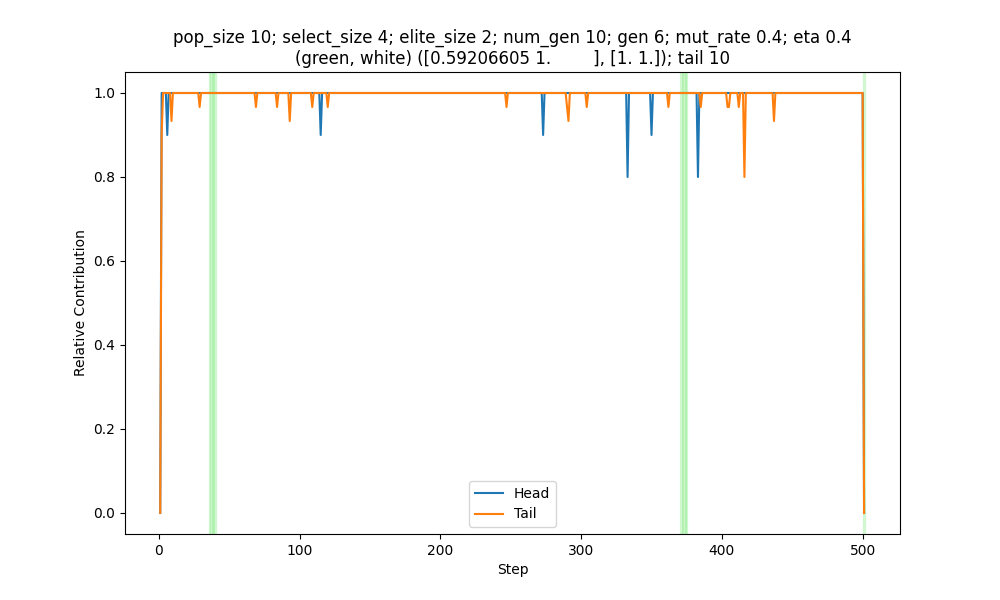 pop_size 10; select_size 4; elite_size 2; num_gen 10; gen 6; mut_rate 0.4; eta 0.4
(green, white) ([0.59206605 1.         ], [1. 1.]); tail 10
1.0
0.8
0.6
0.4
0.2
0.0
Relative Contribution
Head
Tail
0
100
200
300
400
500
Step